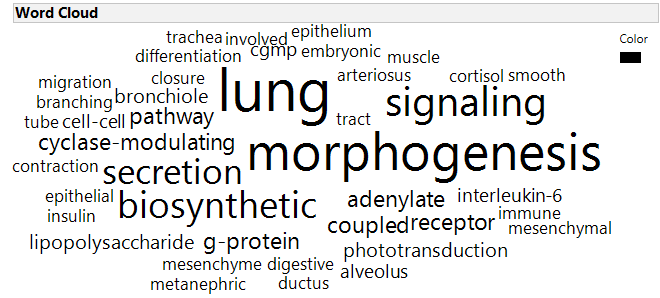 Word Cloud
Color
trachea involved epithelium
differentiation cgmp embryonic muscle
migration closure lung arteriosus cortisol smooth
branching bronchiole signaling
tube cell-cell pathway tract
cyclase-modulating morphogenesis
contraction secretion
epithelial biosynthetic adenylate interleukin-6
insulin coupled receptor immune
mesenchymal
lipopolysaccharide g-protein phototransduction
mesenchyme digestive alveolus
metanephric ductus